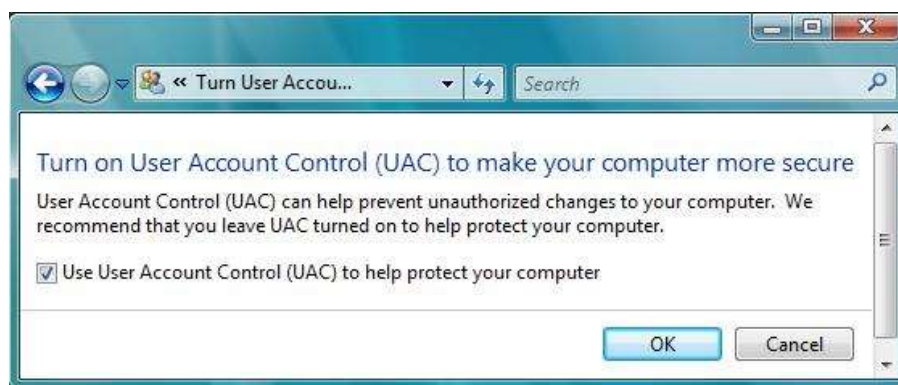 « Turn User Accou...
Search
Turn on User Account Control (UAC) to make your computer more secure
User Account Control (UAC) can help prevent unauthorized changes to your computer. We
recommend that you leave UAC turned on to help protect your computer.
Use User Account Control (UAC) to help protect your computer
OK
Cancel